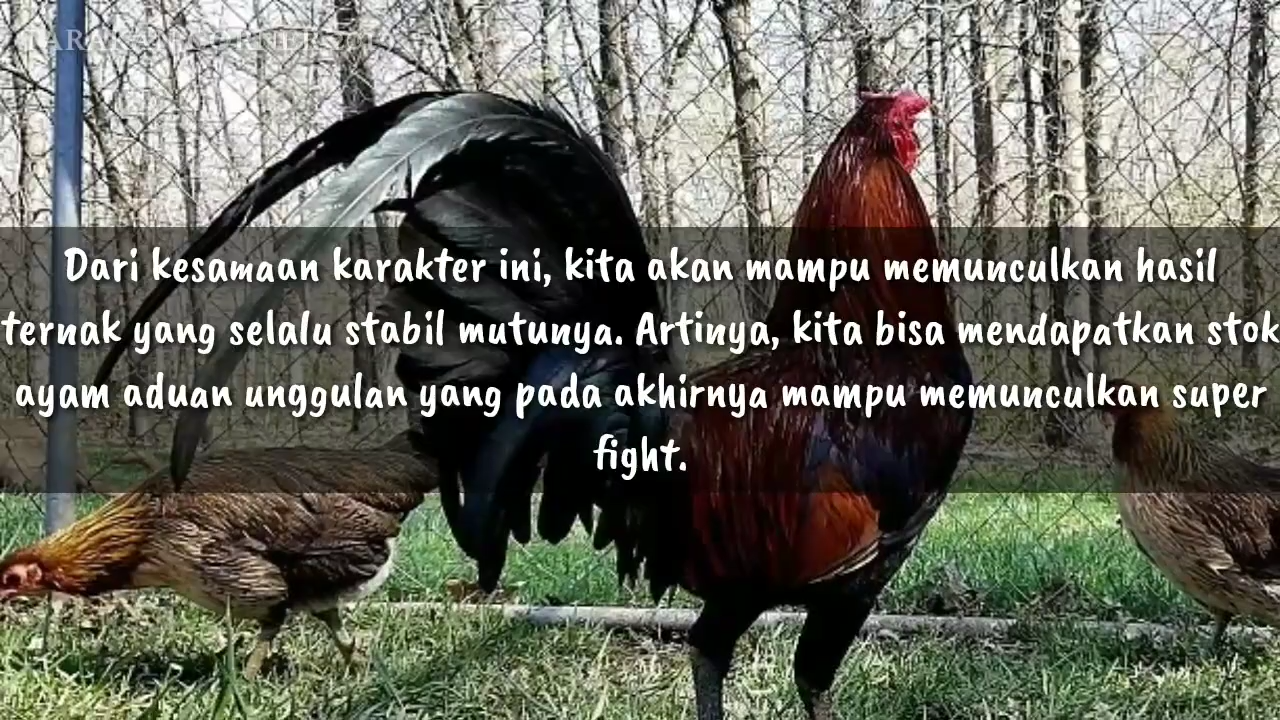 Dari kesamaan karakter ini, kita akan mampu memunculkan hasil
ternak yang selalu stabil mutunya. Artinya, kita bisa mendapatkan stok
ayam aduan unggulan yang pada akhirnya mampu memunculkan super
fight.